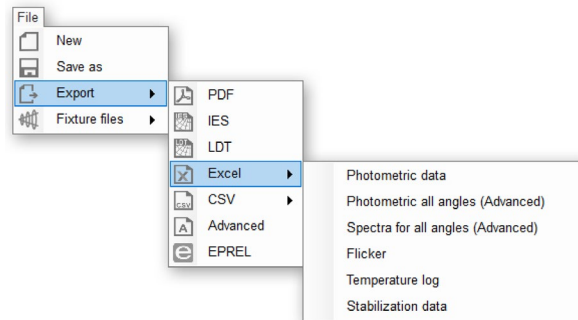 File
New
Save as
Export
Fixture files
PDF
IES
LDT
Excel
CSV
Advanced
EPREL
Photometric data
Photometric all angles (Advanced)
Spectra for all angles (Advanced)
Flicker
Temperature log
Stabilization data